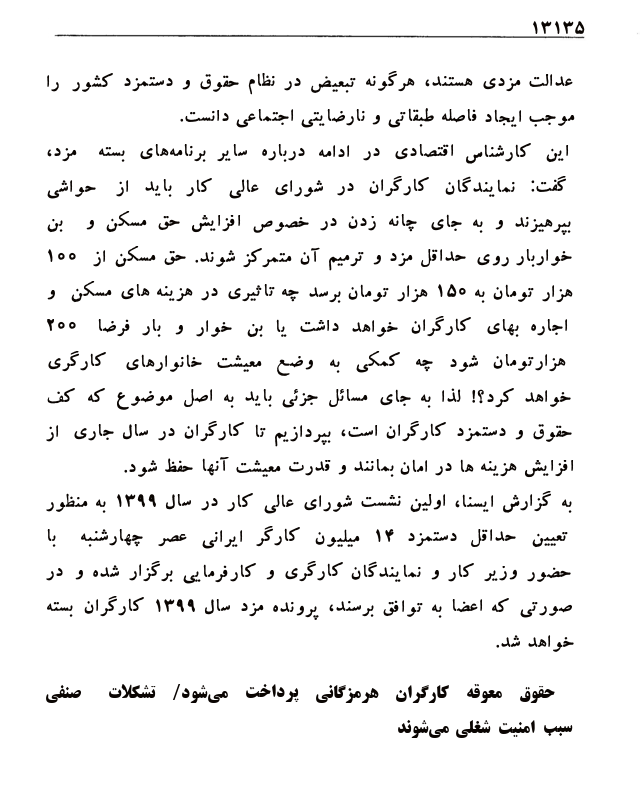 ۱۳۱۳۵
عدالت مزدی هستند، هرگونه تبعیض در نظام حقوق و دستمزد کشور را
موجب ایجاد فاصله طبقاتی و نارضایتی اجتماعی دانست.
این کارشناس اقتصادی در ادامه درباره سایر برنامه‌های بسته مزد،
گفت: نمایندگان کارگران در شورای عالی کار باید از حواشی
بپرهیزند و به جای چانه زدن در خصوص افزایش حق مسکن و بن
خواربار روی حداقل مزد و ترمیم آن متمرکز شوند. حق مسکن از ۱۰۰
هزار تومان به ۱۵۰ هزار تومان برسد چه تاثیری در هزینه های مسکن و
اجاره بهای کارگران خواهد داشت یا بن خوار و بار فرضا ۲۰۰
هزارتومان شود چه کمکی به وضع معیشت خانوارهای کارگری
خواهد کرد؟! لذا به جای مسائل جزئی باید به اصل موضوع که کف
حقوق و دستمزد کارگران است، بپردازیم تا کارگران در سال جاری از
افزایش هزینه ها در امان بمانند و قدرت معیشت آنها حفظ شود.
به گزارش ایسنا، اولین نشست شورای عالی کار در سال ۱۳۹۹ به منظور
تعیین حداقل دستمزد ۱۴ میلیون کارگر ایرانی عصر چهارشنبه با
حضور وزیر کار و نمایندگان کارگری و کارفرمایی برگزار شده و در
صورتی که اعضا به توافق برسند، پرونده مزد سال ۱۳۹۹ کارگران بسته
خواهد شد.
حقوق معوقه کارگران هرمزگانی پرداخت می‌شود/ تشکلات صنفی
سبب امنیت شغلی می‌شوند